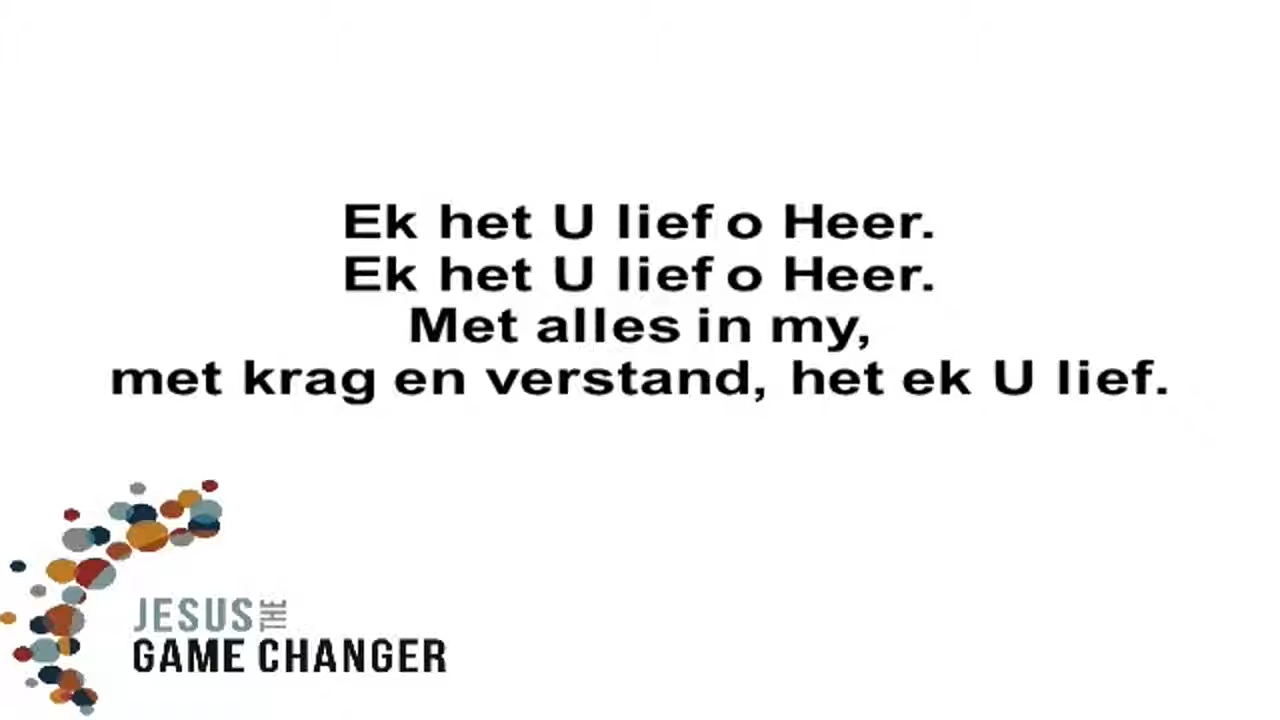 Ek het U lief o Heer.
Ek het U lief o Heer.
Met alles in my,
met krag en verstand, het ek U lief.
JESUS THE
GAME CHANGER